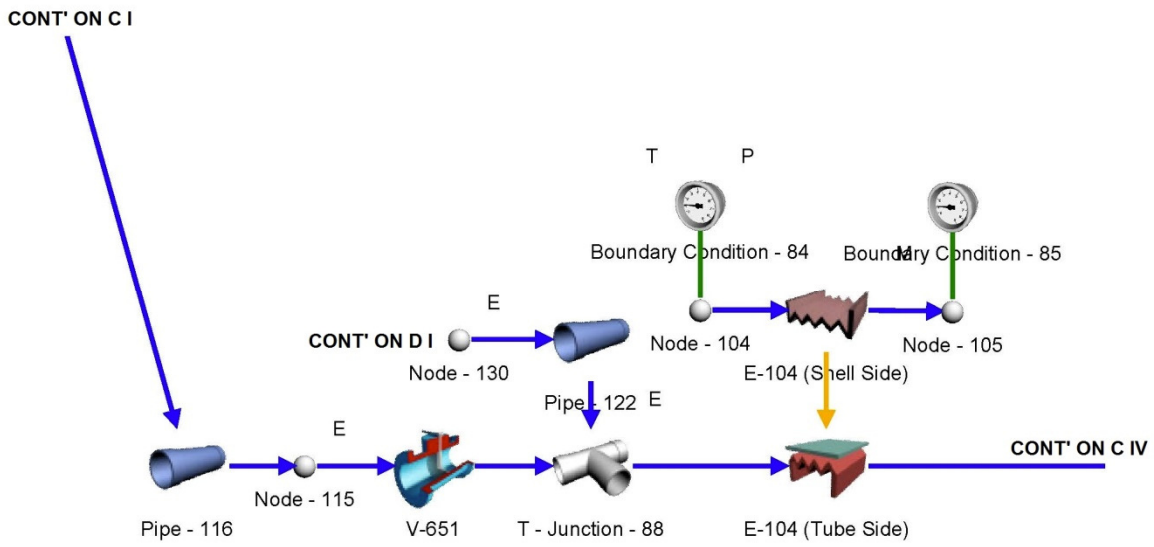 CONT' ON C I
T P
Boundary Condition - 84
Boundary Condition - 85
M
E
CONT' ON D I
Node - 130
Node - 104
E-104 (Shell Side)
Node - 105
Pipe - 122
E
E
CONT' ON C IV
Node - 115
Pipe - 116
V-651
T - Junction - 88
E-104 (Tube Side)